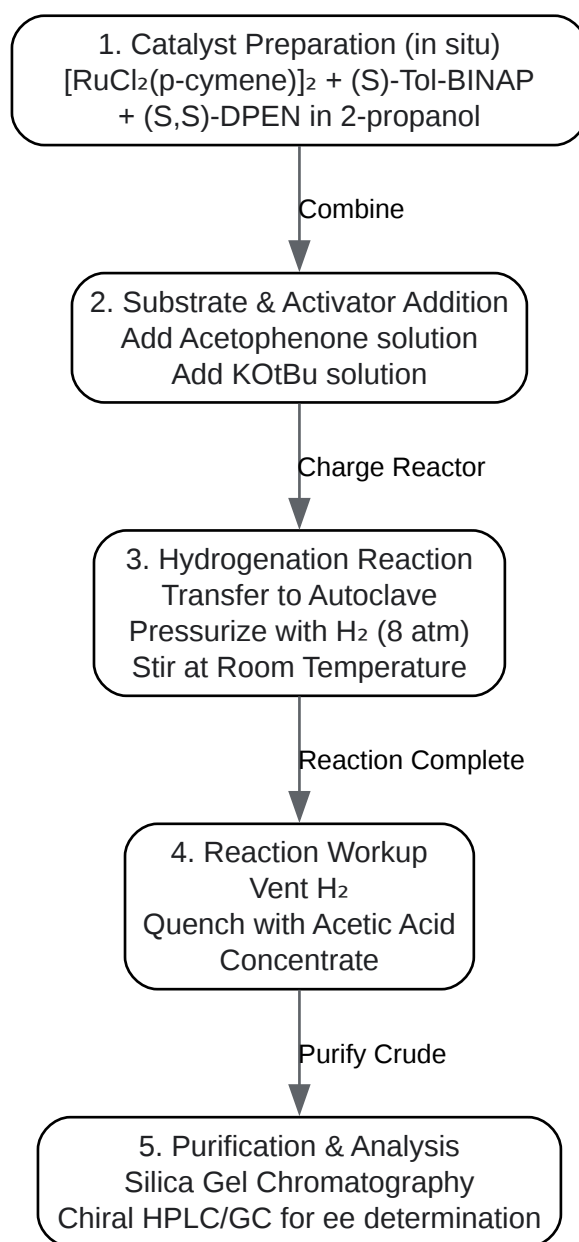 1. Catalyst Preparation (in situ)
[RuCl₂(p-cymene)]₂ + (S)-Tol-BINAP
+ (S,S)-DPEN in 2-propanol
Combine
2. Substrate & Activator Addition
Add Acetophenone solution
Add KOtBu solution
Charge Reactor
3. Hydrogenation Reaction
Transfer to Autoclave
Pressurize with H₂ (8 atm)
Stir at Room Temperature
Reaction Complete
4. Reaction Workup
Vent H₂
Quench with Acetic Acid
Concentrate
Purify Crude
5. Purification & Analysis
Silica Gel Chromatography
Chiral HPLC/GC for ee determination